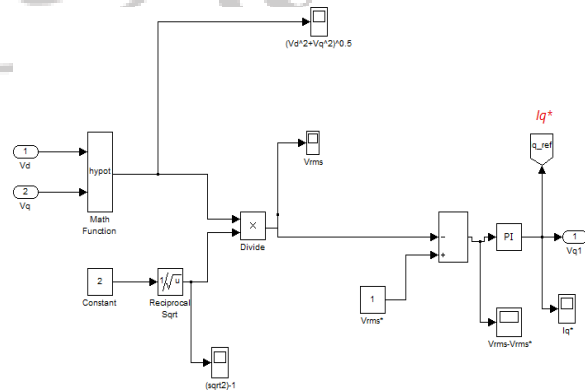 (Vd^2+Vq^2)^0.5
Iq*
1
Vd
hypot
q_ref
Vrms
2
Vq
Math
Function
×
Divide
−
+
PI
1
Vq1
2
Constant
1 u
Reciprocal
Sqrt
1
Vrms*
Vrms-Vrms*
Iq*
(sqrt2)-1